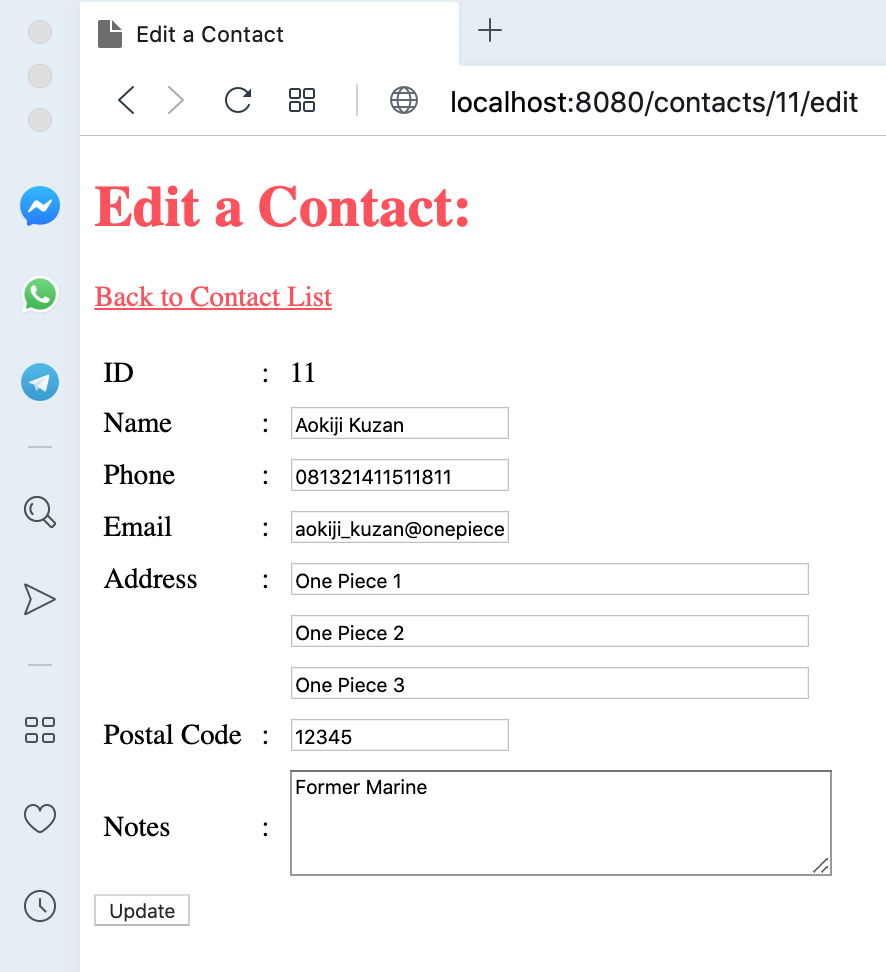 Edit a Contact
localhost:8080/contacts/11/edit
Edit a Contact:
Back to Contact List
ID : 11
Name : Aokiji Kuzan
Phone : 081321411511811
Email : aokiji_kuzan@onepiece
Address : One Piece 1
One Piece 2
One Piece 3
Postal Code : 12345
Notes : Former Marine
Update